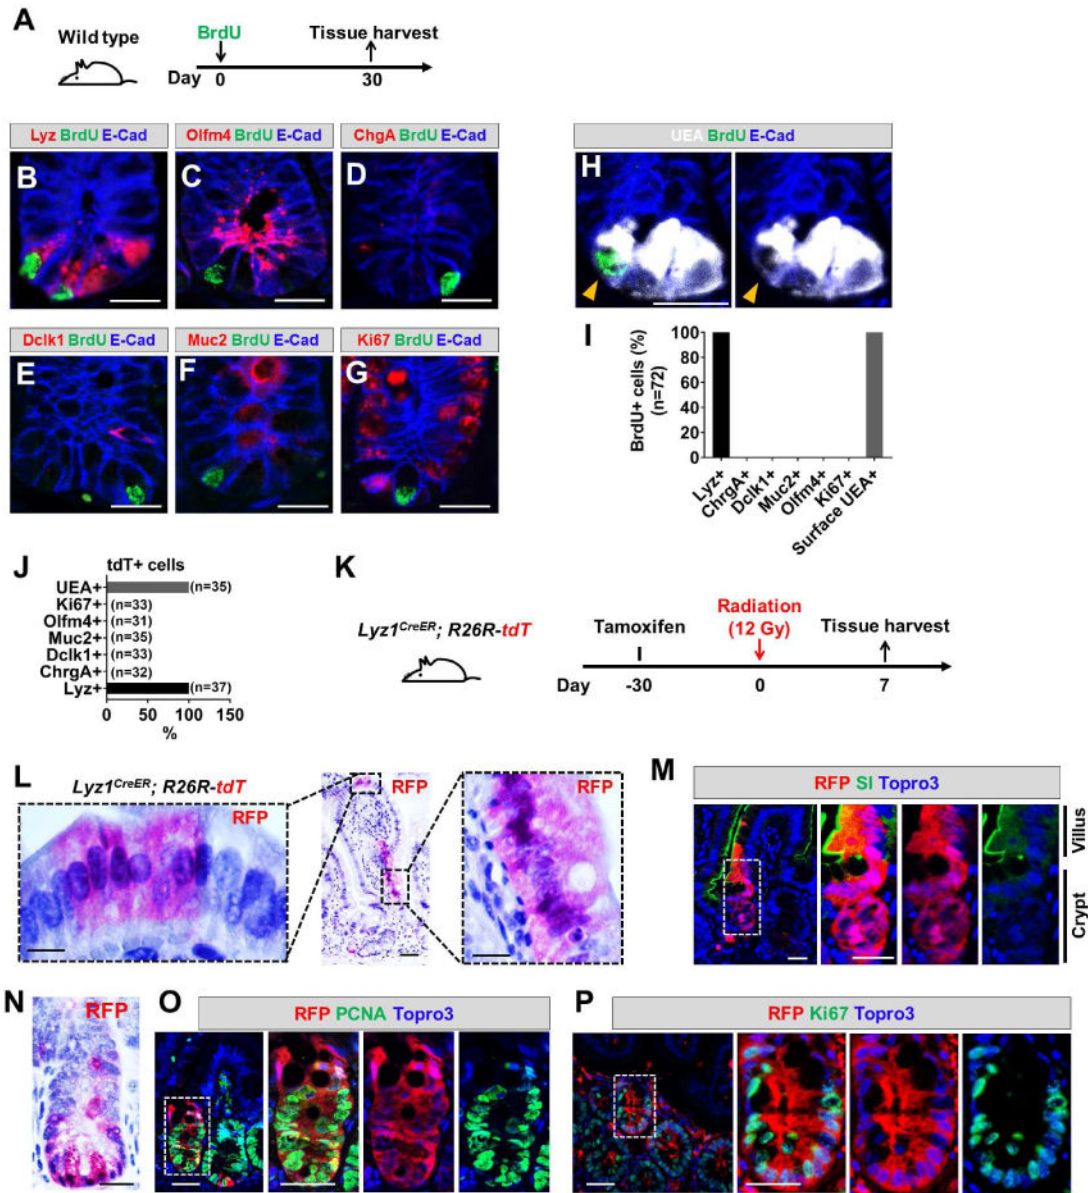 A
Wild type
BrdU
Tissue harvest
Day 0 30
Lyz BrdU E-Cad
Olfm4 BrdU E-Cad
ChgA BrdU E-Cad
B
C
D
UEA BrdU E-Cad
H
Dclk1 BrdU E-Cad
Muc2 BrdU E-Cad
Ki67 BrdU E-Cad
E
F
G
I
BrdU+ cells (%)
(n=72)
100
80
60
40
20
0
Lyz+
ChrgA+
Dclk1+
Muc2+
Olfm4+
Ki67+
Surface UEA+
J
tdT+ cells
UEA+ (n=35)
Ki67+ (n=33)
Olfm4+ (n=31)
Muc2+ (n=35)
Dclk1+ (n=33)
ChrgA+ (n=32)
Lyz+ (n=37)
0 50 100 150
%
K
Lyz1CreER; R26R-tdT
Tamoxifen
Radiation
(12 Gy)
Tissue harvest
Day -30 0 7
L
Lyz1CreER; R26R-tdT
RFP
RFP
RFP
M
RFP SI Topro3
Villus
Crypt
N
RFP
O
RFP PCNA Topro3
P
RFP Ki67 Topro3